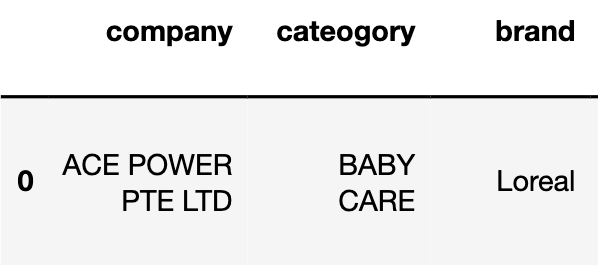 company cateogory brand
0 ACE POWER PTE LTD BABY CARE Loreal